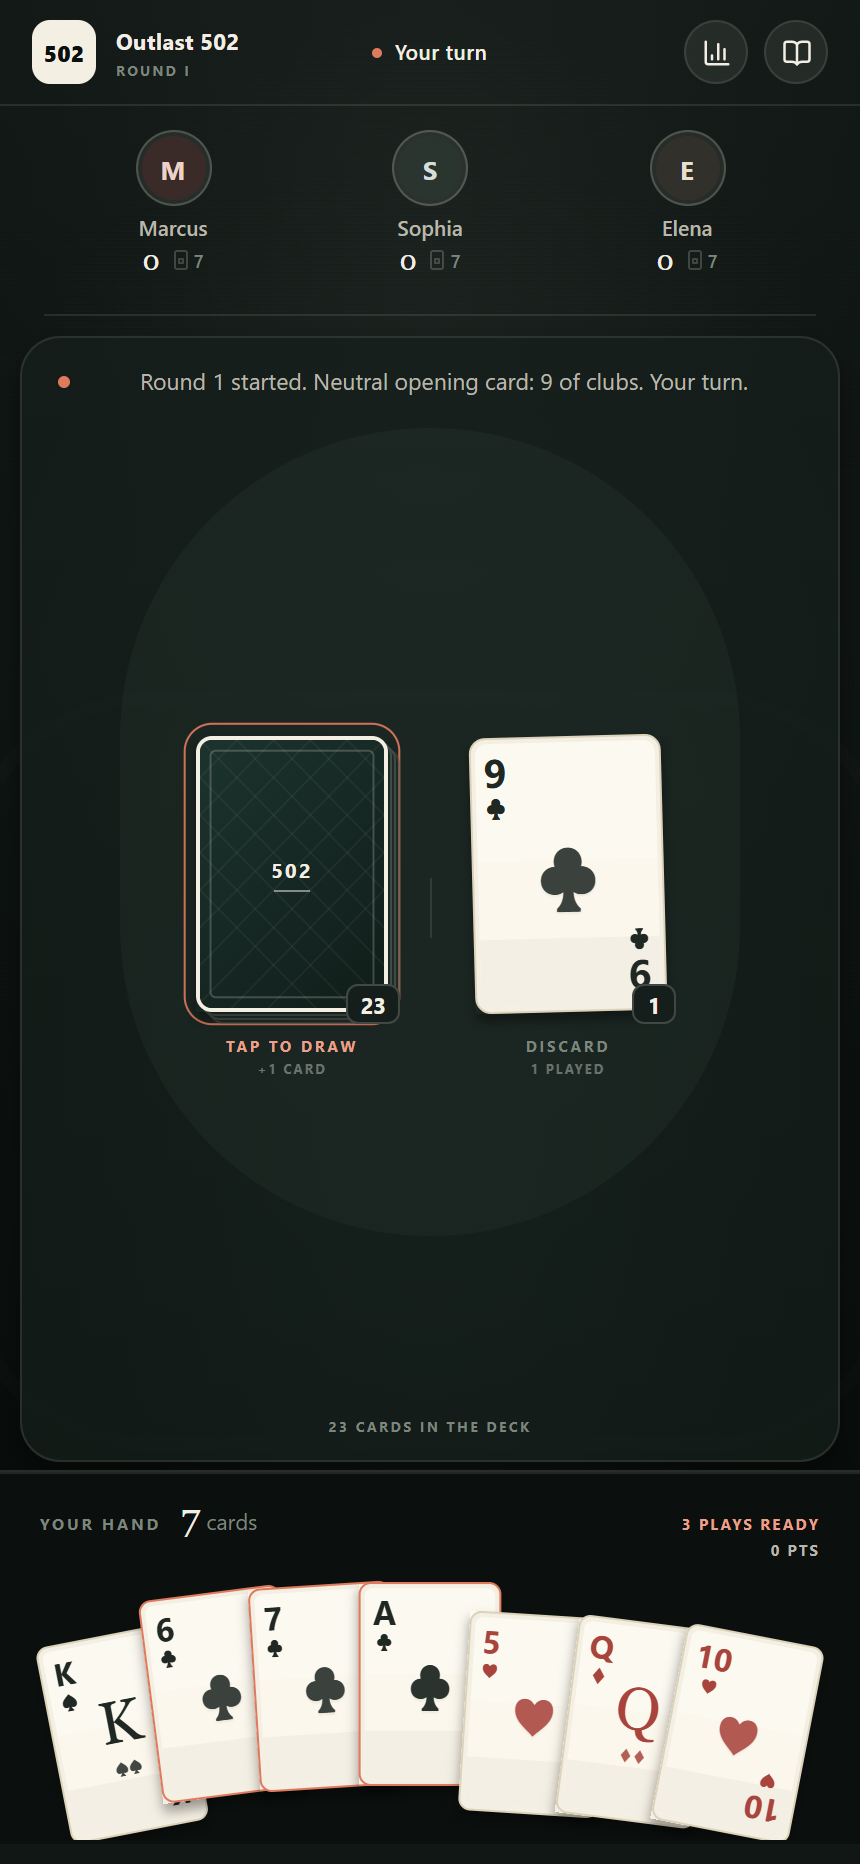 502
Outlast 502
ROUND 1
Your turn
M
S
E
Marcus
Sophia
Elena
0 7
0 7
0 7
Round 1 started. Neutral opening card: 9 of clubs. Your turn.
502
23
9
9
1
TAP TO DRAW
+1 CARD
DISCARD
1 PLAYED
23 CARDS IN THE DECK
YOUR HAND 7 cards
3 PLAYS READY
0 PTS
K
K
6
7
A
5
Q
Q
10
10